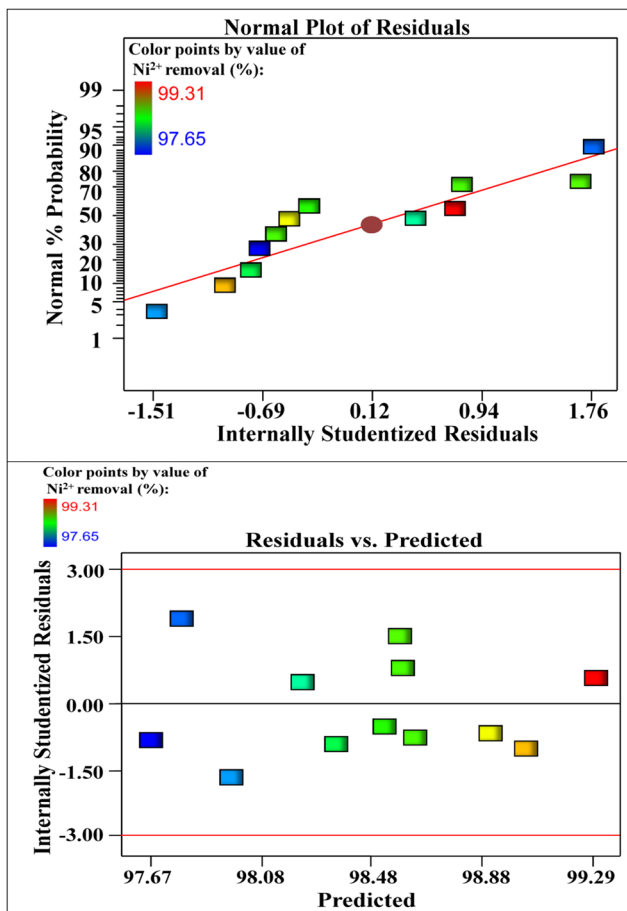 Normal Plot of Residuals
Color points by value of
Ni²⁺ removal (%):
99.31
97.65
Normal % Probability
99
95
90
80
70
50
30
20
10
5
1
-1.51 -0.69 0.12 0.94 1.76
Internally Studentized Residuals
Color points by value of
Ni²⁺ removal (%):
99.31
97.65
Residuals vs. Predicted
Internally Studentized Residuals
3.00
1.50
0.00
-1.50
-3.00
97.67 98.08 98.48 98.88 99.29
Predicted